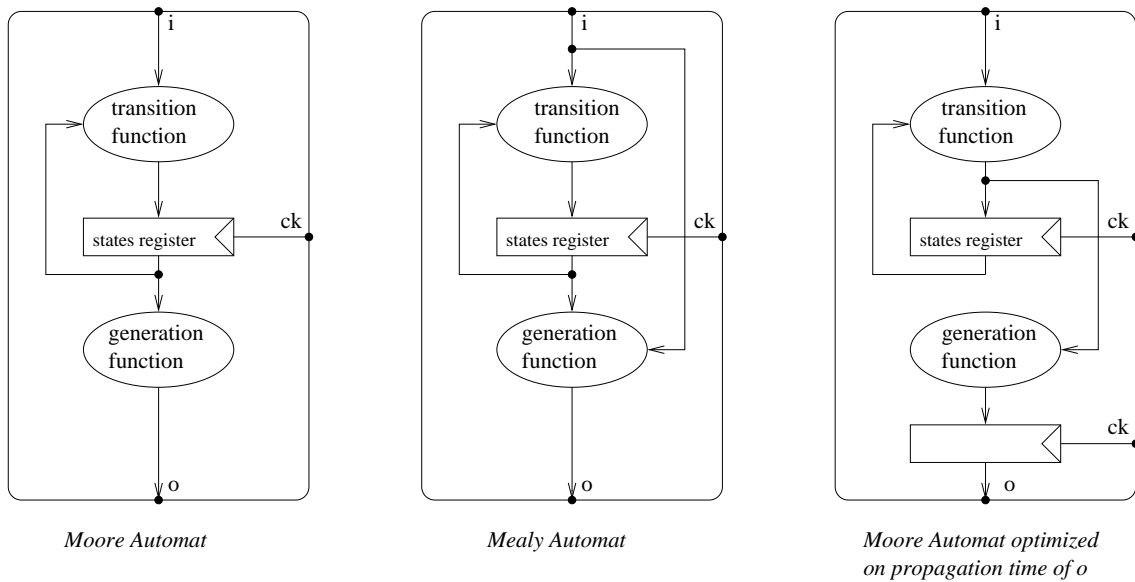 i
transition
function
ck
states register
generation
function
o
Moore Automat
i
transition
function
ck
states register
generation
function
o
Mealy Automat
i
transition
function
ck
states register
generation
function
ck
o
Moore Automat optimized
on propagation time of o